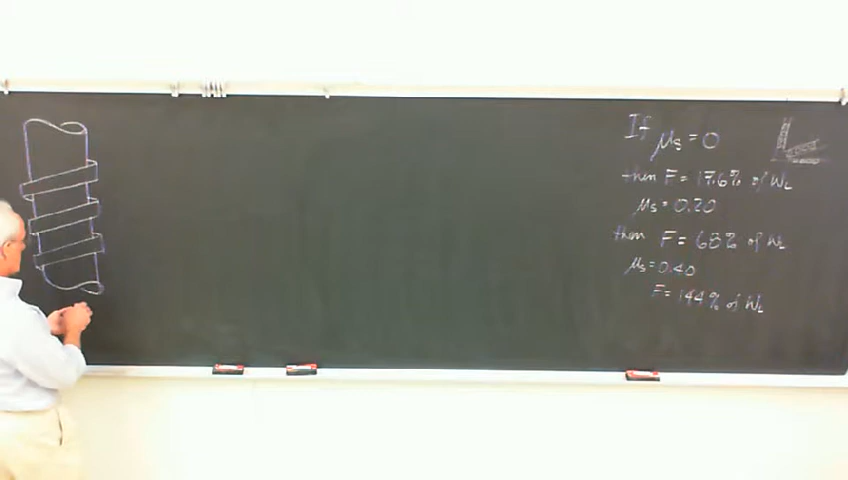 If μs = 0
then F = 17.6% of WL
μs = 0.20
then F = 68% of WL
μs = 0.40
F = 144% of WL